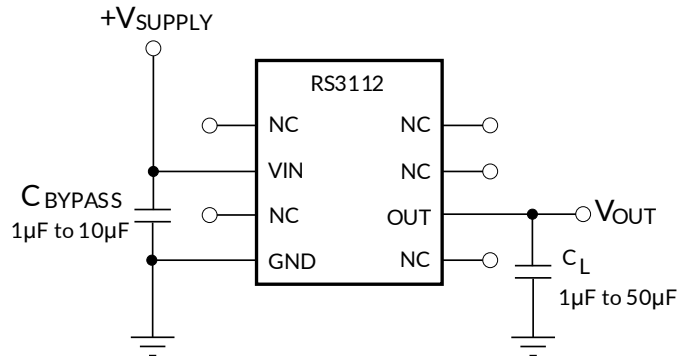 +VSUPPLY
RS3112
NC
NC
VIN
NC
CBYPASS
1µF to 10µF
NC
OUT
VOUT
GND
NC
CL
1µF to 50µF